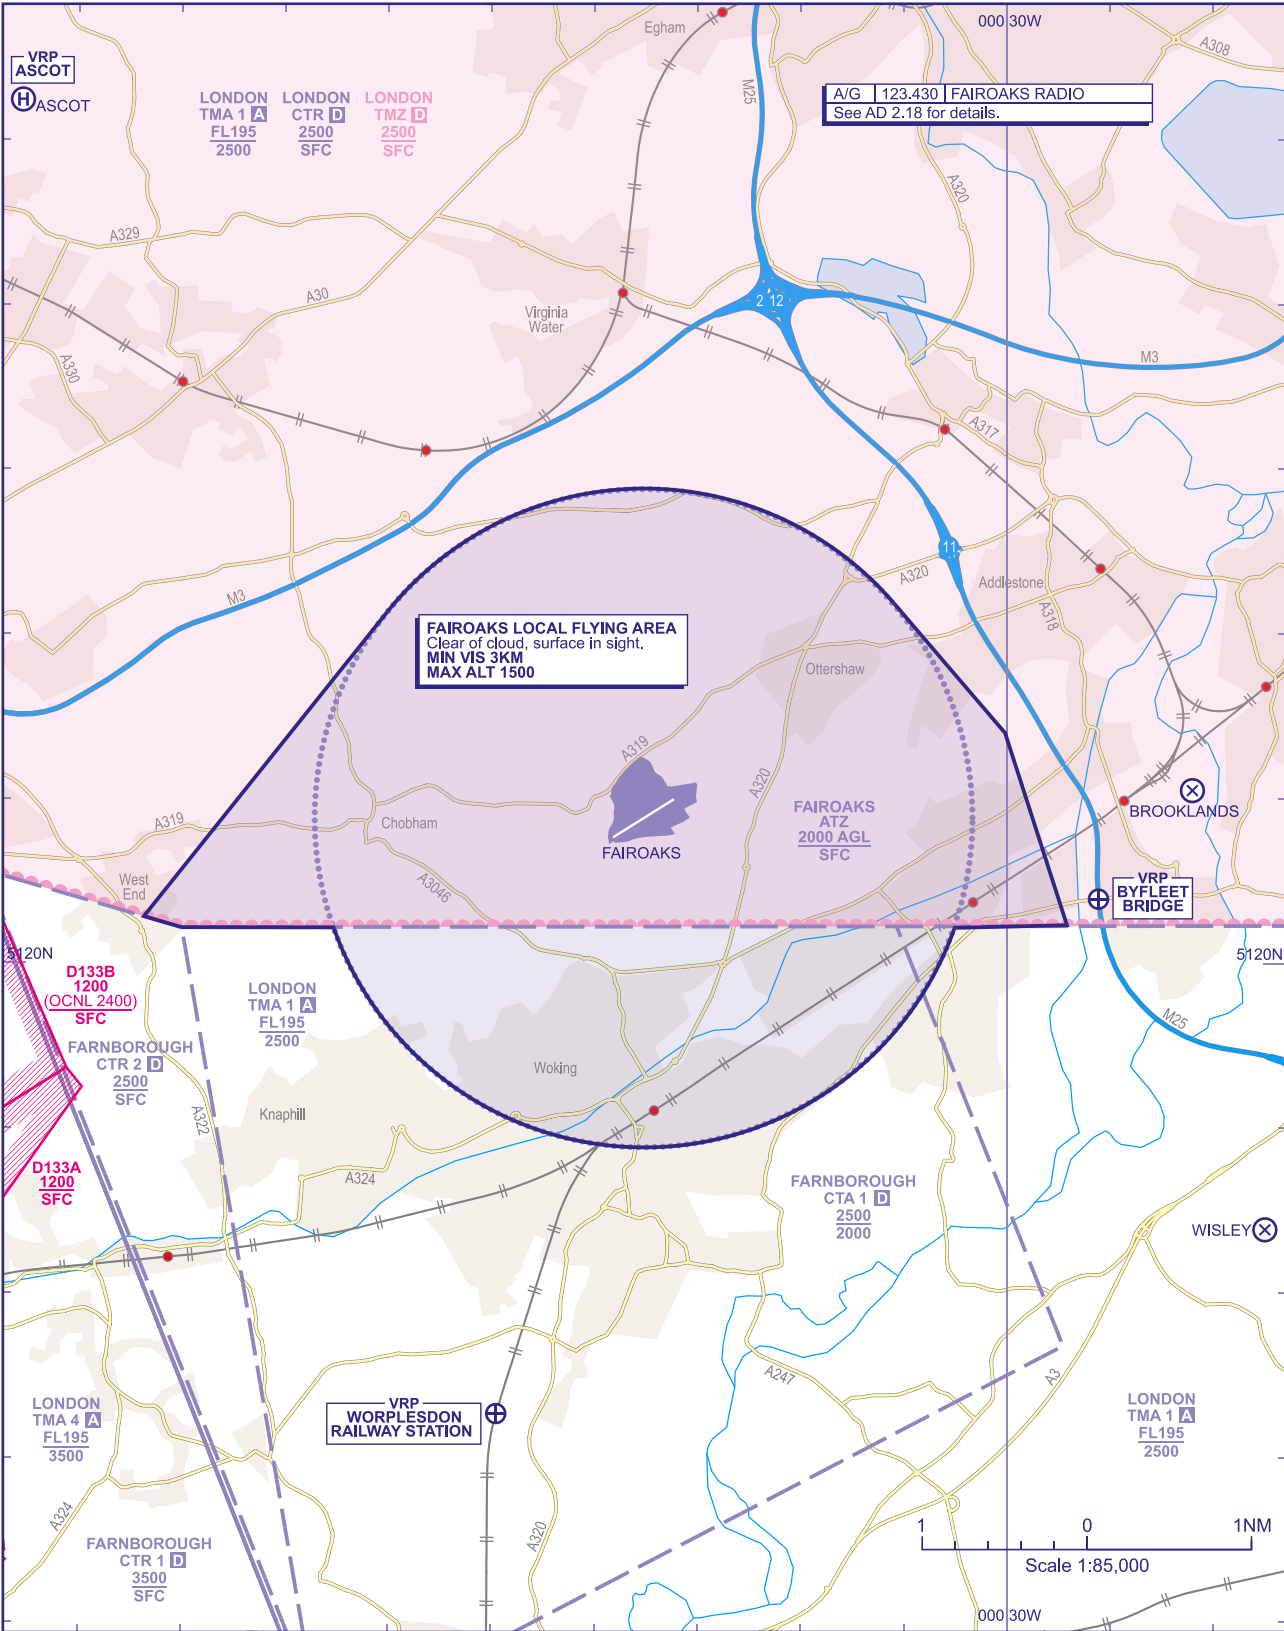 Egham
000 30W
A308
VRP
ASCOT
ASCOT
M25
LONDON
TMA 1 A
FL195
2500
LONDON
CTR D
2500
SFC
LONDON
TMZ D
2500
SFC
A/G 123.430 FAIROAKS RADIO
See AD 2.18 for details.
A320
A329
A30
Virginia
Water
2 12
M3
A330
A317
11
A320
Addlestone
M3
A318
FAIROAKS LOCAL FLYING AREA
Clear of cloud, surface in sight.
MIN VIS 3KM
MAX ALT 1500
Ottershaw
A319
A320
A319
Chobham
FAIROAKS
ATZ
2000 AGL
SFC
BROOKLANDS
FAIROAKS
West
End
A3046
VRP
BYFLEET
BRIDGE
5120N
5120N
D133B
1200
(OCNL 2400)
SFC
LONDON
TMA 1 A
FL195
2500
M25
FARNBOROUGH
CTR 2 D
2500
SFC
Woking
Knaphill
A322
D133A
1200
SFC
A324
FARNBOROUGH
CTA 1 D
2500
2000
WISLEY
A247
A3
LONDON
TMA 4 A
FL195
3500
VRP
WORPLESDON
RAILWAY STATION
LONDON
TMA 1 A
FL195
2500
A324
A320
FARNBOROUGH
CTR 1 D
3500
SFC
1 0 1NM
Scale 1:85,000
000 30W